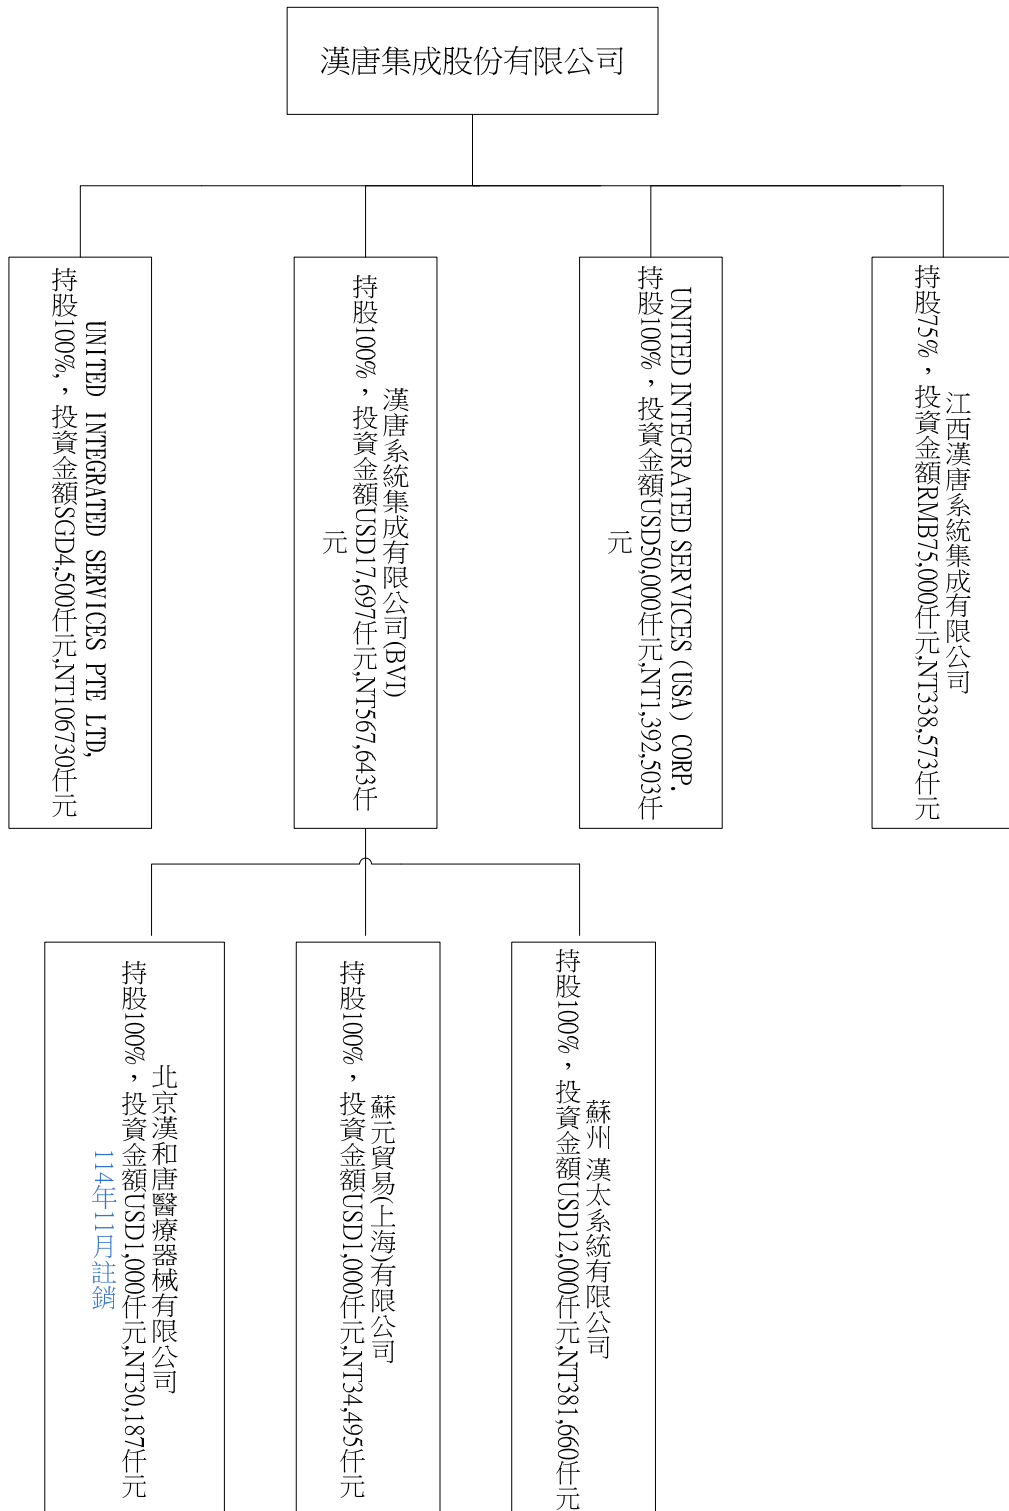 漢唐集成股份有限公司
UNITED INTEGRATED SERVICES PTE LTD,
持股100%,，投資金額SGD4,500仟元,NT106730仟元
漢唐系統集成有限公司(BVI)
持股100%，投資金額USD17,697仟元,NT567,643仟
元
UNITED INTEGRATED SERVICES (USA) CORP.
持股100%，投資金額USD50,000仟元,NT1,392,503仟
元
江西漢唐系統集成有限公司
持股75%，投資金額RMB75,000仟元,NT338,573仟元
北京漢和唐醫療器械有限公司
持股100%，投資金額USD1,000仟元,NT30,187仟元
114年11月註銷
蘇元貿易(上海)有限公司
持股100%，投資金額USD1,000仟元,NT34,495仟元
蘇州 漢太系統有限公司
持股100%，投資金額USD12,000仟元,NT381,660仟元